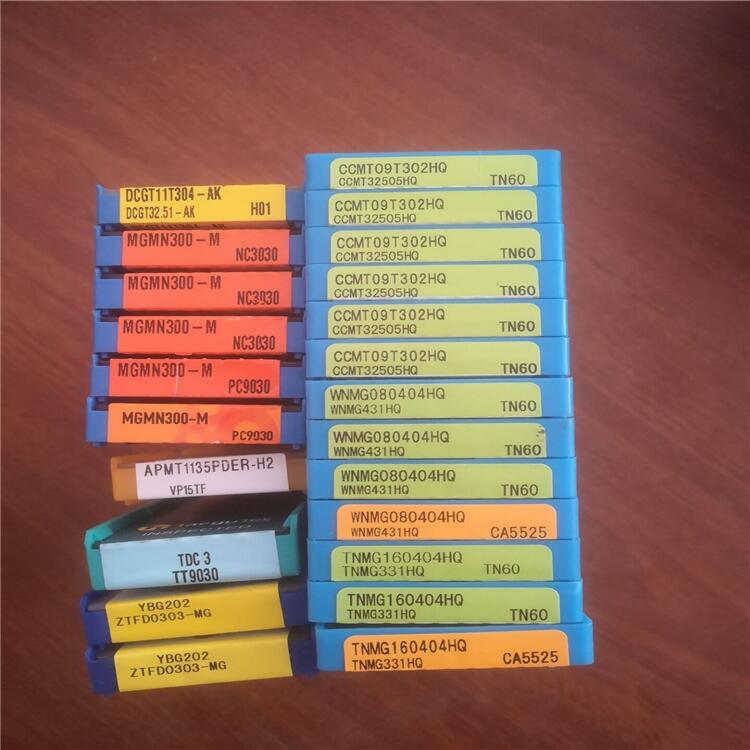 DCGT11T304-AK
DCGT32.51-AK H01
MGMN300-M
NC3030
MGMN300-M
NC3030
MGMN300-M
NC3030
MGMN300-M
PC9030
MGMN300-M
PC9030
APMT1135PDER-H2
VP15TF
TaeguTec
INSPECTED
TDC 3
TT9030
YBG202
ZTFD0303-MG
YBG202
ZTFD0303-MG
CCMT09T302HQ
CCMT32505HQ TN60
CCMT09T302HQ
CCMT32505HQ TN60
CCMT09T302HQ
CCMT32505HQ TN60
CCMT09T302HQ
CCMT32505HQ TN60
CCMT09T302HQ
CCMT32505HQ TN60
CCMT09T302HQ
CCMT32505HQ TN60
WNMG080404HQ
WNMG431HQ TN60
WNMG080404HQ
WNMG431HQ TN60
WNMG080404HQ
WNMG431HQ TN60
WNMG080404HQ
WNMG431HQ CA5525
TNMG160404HQ
TNMG331HQ TN60
TNMG160404HQ
TNMG331HQ TN60
TNMG160404HQ
TNMG331HQ CA5525